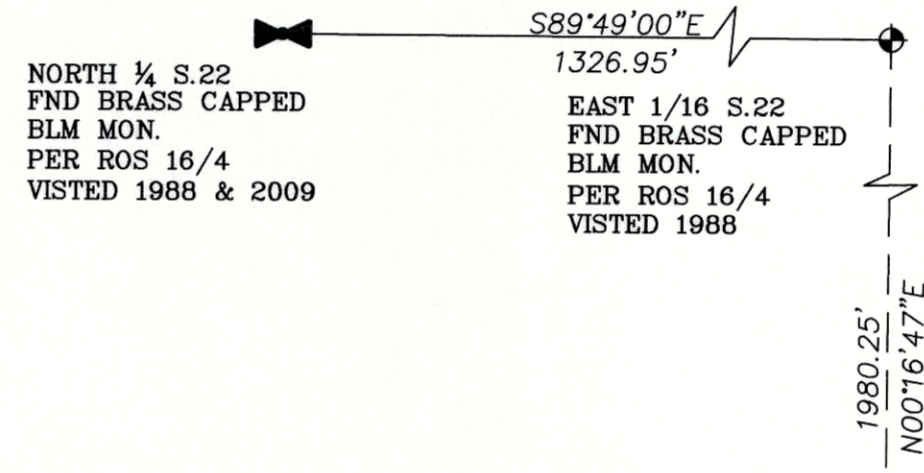 S89°49'00"E
1326.95'
NORTH ¼ S.22
FND BRASS CAPPED
BLM MON.
PER ROS 16/4
VISTED 1988 & 2009
EAST 1/16 S.22
FND BRASS CAPPED
BLM MON.
PER ROS 16/4
VISTED 1988
1980.25'
N00°16'47"E